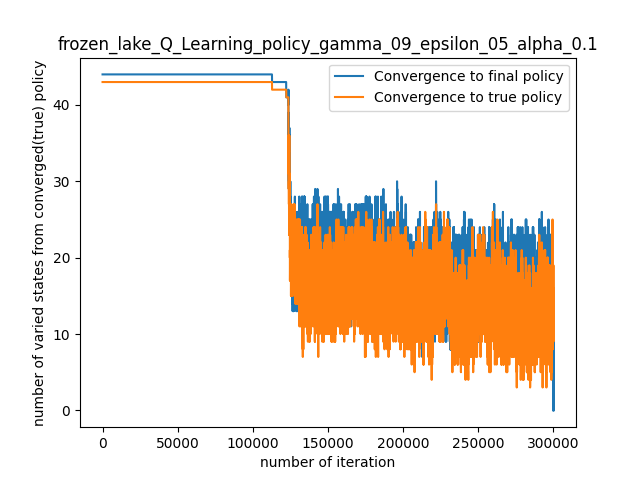 frozen_lake_Q_Learning_policy_gamma_09_epsilon_05_alpha_0.1
Convergence to final policy
Convergence to true policy
number of varied states from converged(true) policy
40
30
20
10
0
0
50000
100000
150000
200000
250000
300000
number of iteration